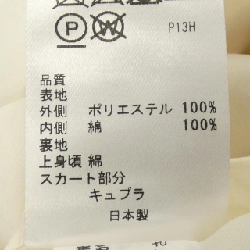 P13H
品質
表地
外側 ポリエステル 100%
内側 綿 100%
裏地
上身頃 綿
スカート部分
キュプラ
日本製